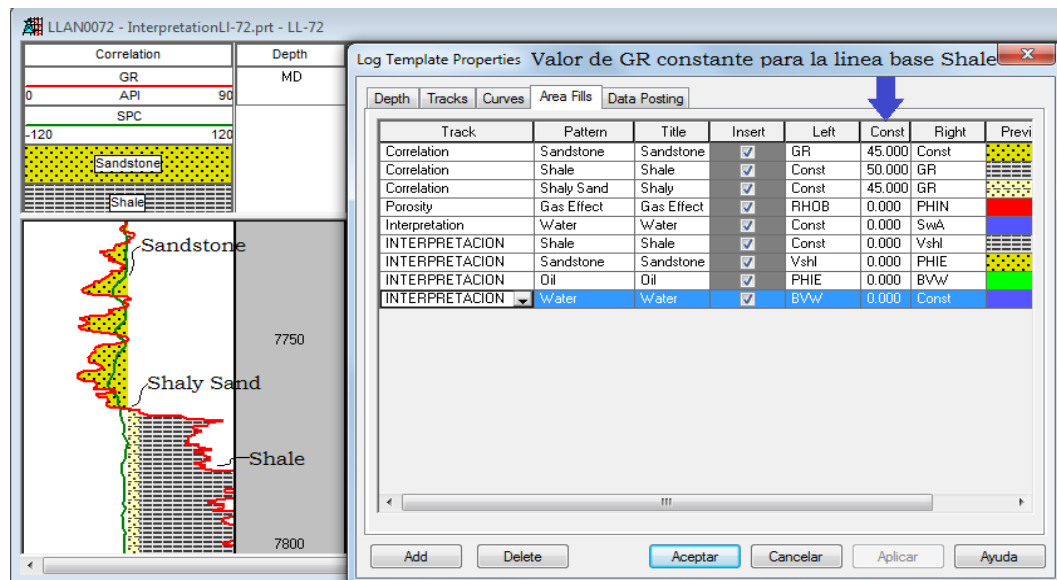 LLAN0072 - InterpretationLl-72.prt - LL-72
Correlation Depth
GR MD
0 API 90
SPC
-120 120
Sandstone
Shale
Sandstone
7750
Shaly Sand
Shale
7800
Log Template Properties Valor de GR constante para la linea base Shale
Depth Tracks Curves Area Fills Data Posting
Track Pattern Title Insert Left Const Right Previ
Correlation Sandstone Sandstone GR 45.000 Const
Correlation Shale Shale Const 50.000 GR
Correlation Shaly Sand Shaly Const 45.000 GR
Porosity Gas Effect Gas Effect RHOB 0.000 PHIN
Interpretation Water Water Const 0.000 SwA
INTERPRETACION Shale Shale Const 0.000 Vshl
INTERPRETACION Sandstone Sandstone Vshl 0.000 PHIE
INTERPRETACION Oil Oil PHIE 0.000 BVW
INTERPRETACION Water Water BVW 0.000 Const
Add Delete Aceptar Cancelar Aplicar Ayuda